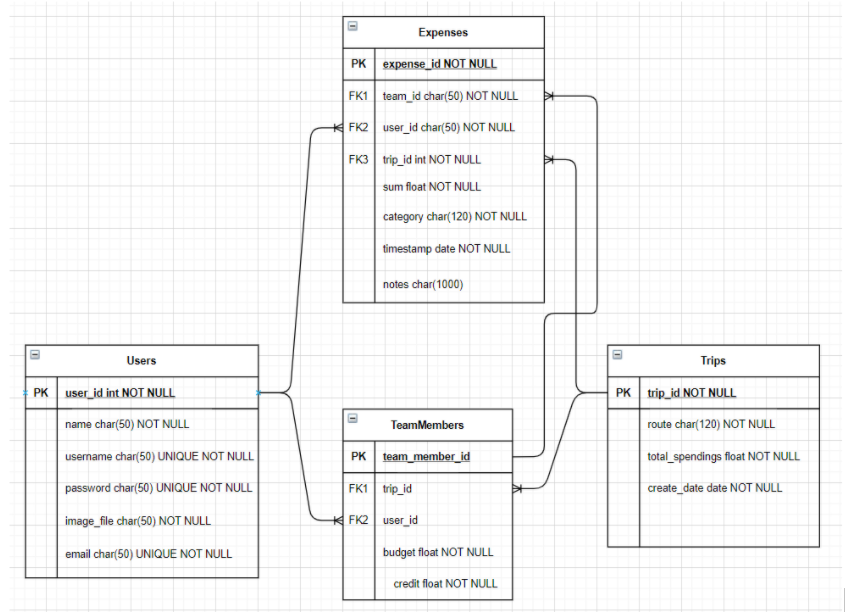 Expenses
PK expense_id NOT NULL
FK1 team_id char(50) NOT NULL
FK2 user_id char(50) NOT NULL
FK3 trip_id int NOT NULL
sum float NOT NULL
category char(120) NOT NULL
timestamp date NOT NULL
notes char(1000)
Users
PK user_id int NOT NULL
name char(50) NOT NULL
username char(50) UNIQUE NOT NULL
password char(50) UNIQUE NOT NULL
image_file char(50) NOT NULL
email char(50) UNIQUE NOT NULL
TeamMembers
PK team_member_id
FK1 trip_id
FK2 user_id
budget float NOT NULL
credit float NOT NULL
Trips
PK trip_id NOT NULL
route char(120) NOT NULL
total_spendings float NOT NULL
create_date date NOT NULL